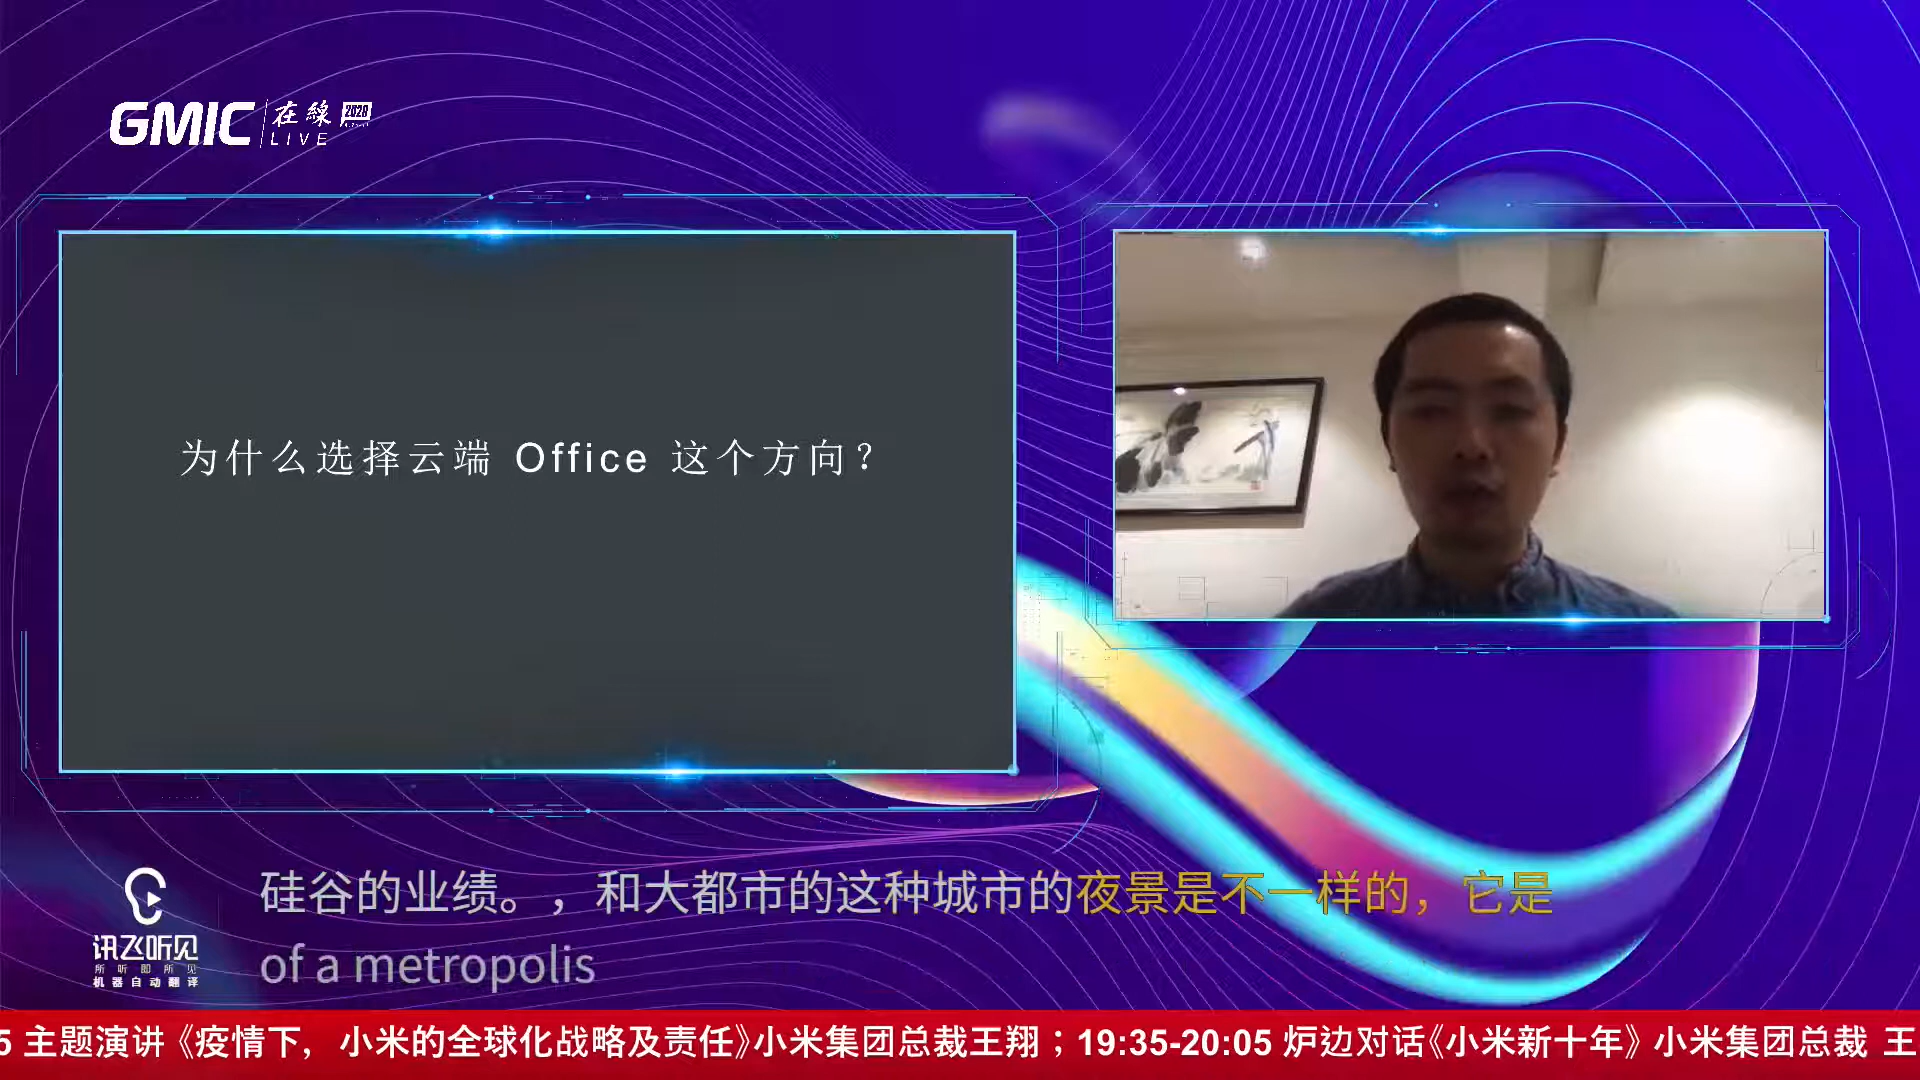 GMIC 在線 2020
LIVE
为什么选择云端 Office 这个方向？
硅谷的业绩。，和大都市的这种城市的夜景是不一样的，它是
of a metropolis
讯飞听见
所听即所见
机器自动翻译
5 主题演讲《疫情下，小米的全球化战略及责任》小米集团总裁王翔；19:35-20:05 炉边对话《小米新十年》小米集团总裁 王